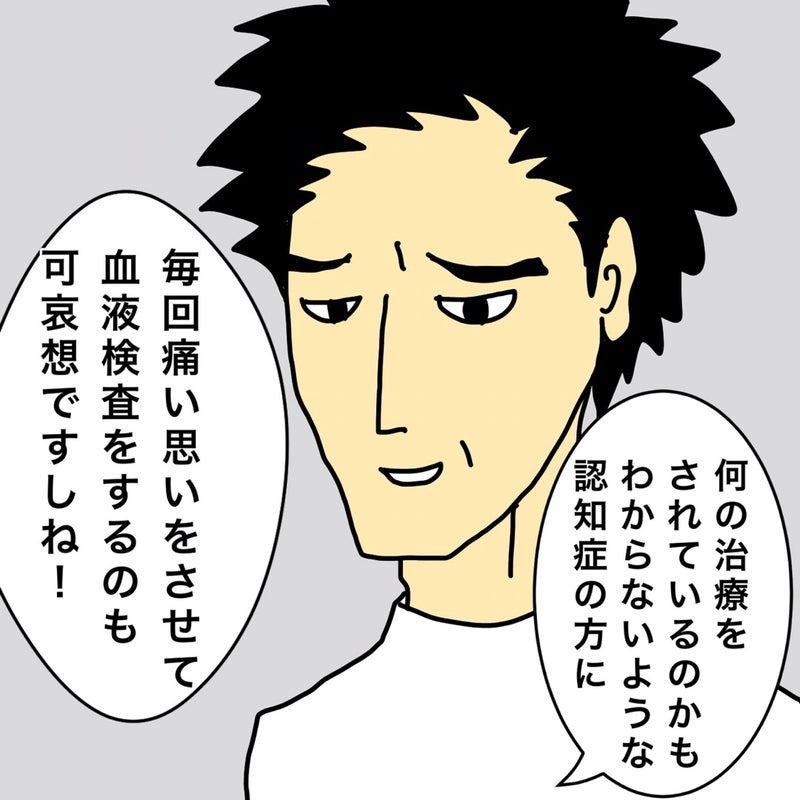 何の治療を
されているのかも
わからないような
認知症の方に
毎回痛い思いをさせて
血液検査をするのも
可哀想ですしね！